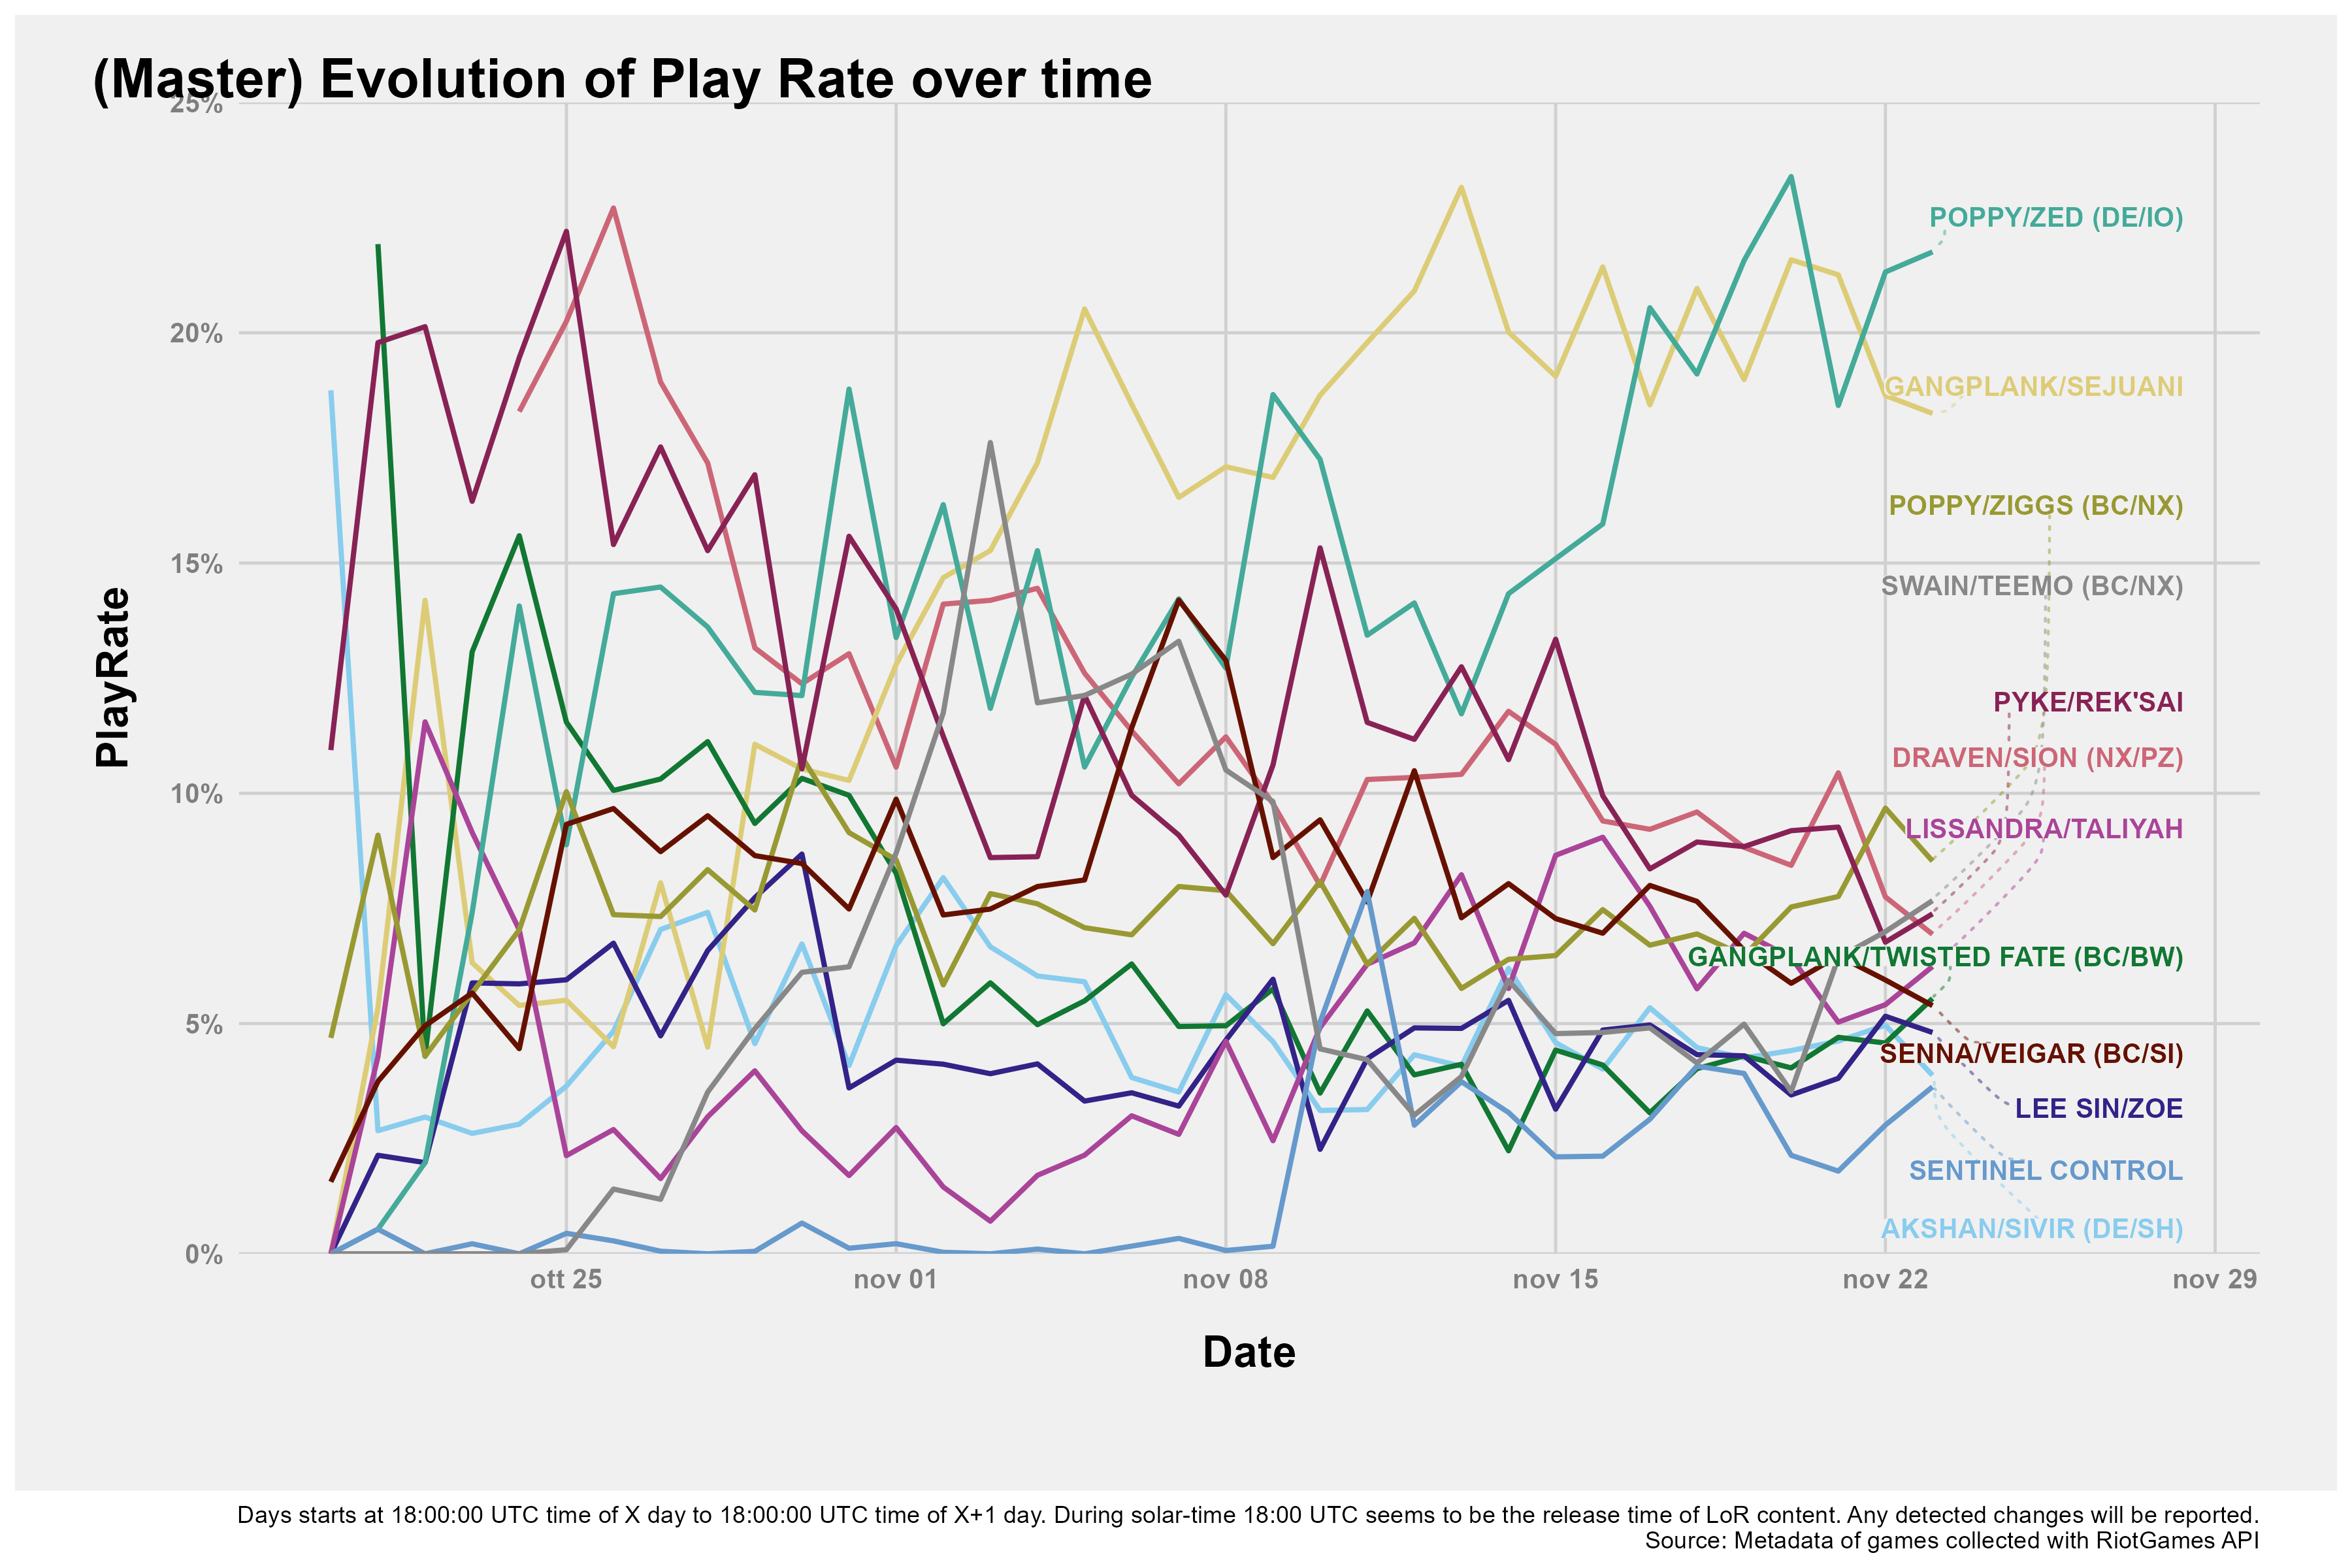 (Master) Evolution of Play Rate over time
25%
20%
15%
10%
5%
0%
PlayRate
POPPY/ZED (DE/IO)
GANGPLANK/SEJUANI
POPPY/ZIGGS (BC/NX)
SWAIN/TEEMO (BC/NX)
PYKE/REK'SAI
DRAVEN/SION (NX/PZ)
LISSANDRA/TALIYAH
GANGPLANK/TWISTED FATE (BC/BW)
SENNA/VEIGAR (BC/SI)
LEE SIN/ZOE
SENTINEL CONTROL
AKSHAN/SIVIR (DE/SH)
ott 25
nov 01
nov 08
nov 15
nov 22
nov 29
Date
Days starts at 18:00:00 UTC time of X day to 18:00:00 UTC time of X+1 day. During solar-time 18:00 UTC seems to be the release time of LoR content. Any detected changes will be reported.
Source: Metadata of games collected with RiotGames API